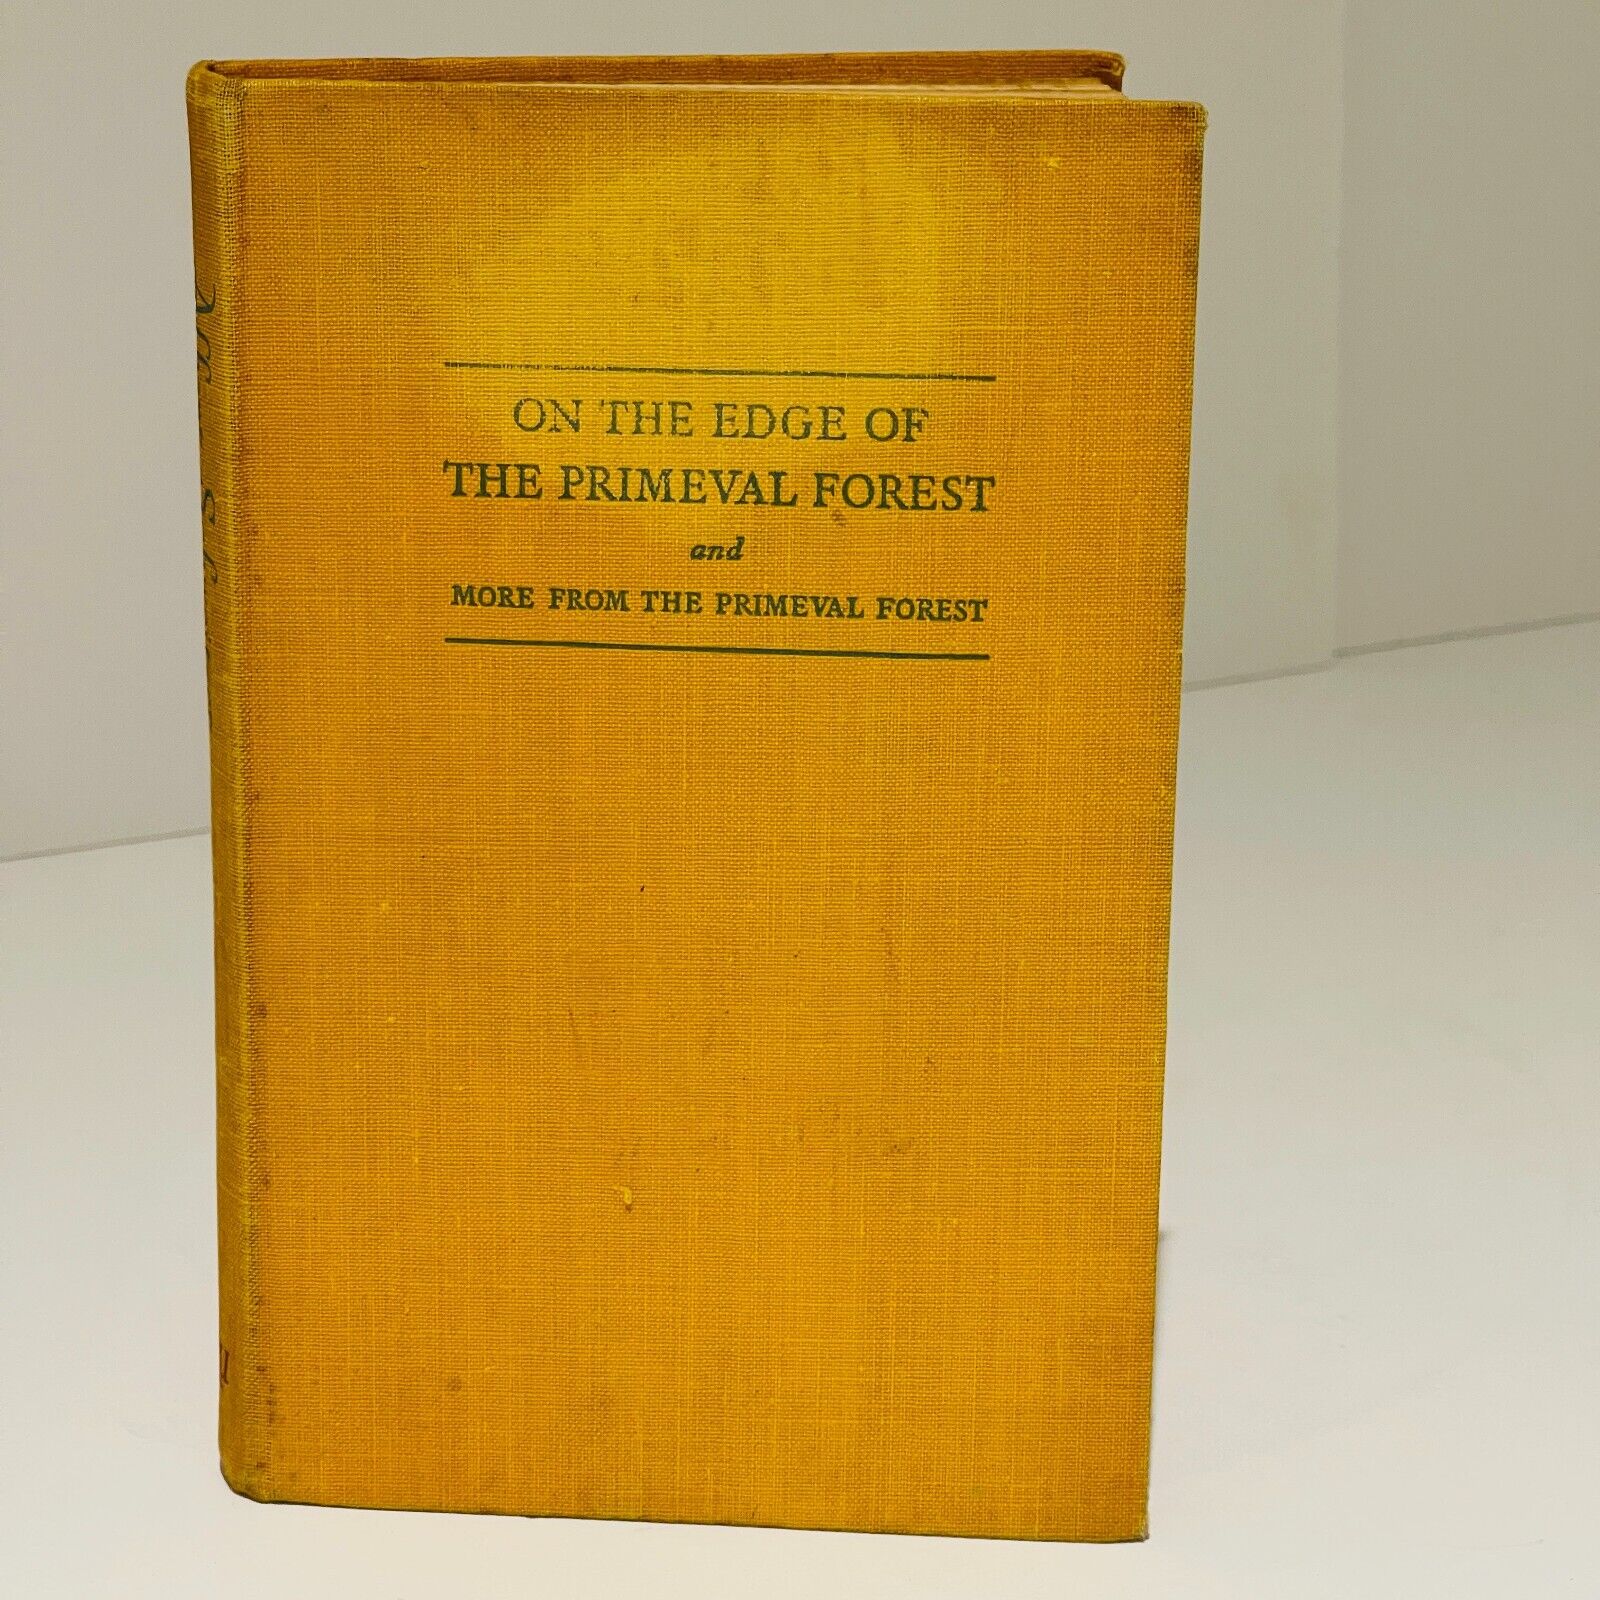 ON THE EDGE OF
THE PRIMEVAL FOREST
and
MORE FROM THE PRIMEVAL FOREST